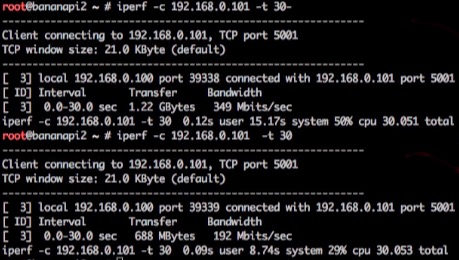 root@bananapi2 ~ # iperf -c 192.168.0.101 -t 30-
------------------------------------------------------------
Client connecting to 192.168.0.101, TCP port 5001
TCP window size: 21.0 KByte (default)
------------------------------------------------------------
[  3] local 192.168.0.100 port 39338 connected with 192.168.0.101 port 5001
[ ID] Interval       Transfer     Bandwidth
[  3]  0.0-30.0 sec  1.22 GBytes   349 Mbits/sec
iperf -c 192.168.0.101 -t 30  0.12s user 15.17s system 50% cpu 30.051 total
root@bananapi2 ~ # iperf -c 192.168.0.101  -t 30
------------------------------------------------------------
Client connecting to 192.168.0.101, TCP port 5001
TCP window size: 21.0 KByte (default)
------------------------------------------------------------
[  3] local 192.168.0.100 port 39339 connected with 192.168.0.101 port 5001
[ ID] Interval       Transfer     Bandwidth
[  3]  0.0-30.0 sec   688 MBytes   192 Mbits/sec
iperf -c 192.168.0.101 -t 30  0.09s user 8.74s system 29% cpu 30.053 total